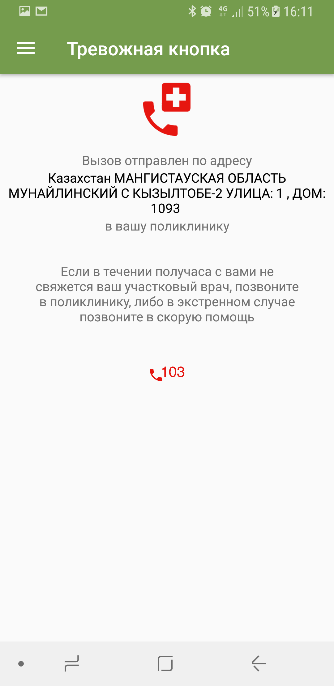 4G 51% 16:11
Тревожная кнопка
Вызов отправлен по адресу
Казахстан МАНГИСТАУСКАЯ ОБЛАСТЬ
МУНАЙЛИНСКИЙ С КЫЗЫЛТОБЕ-2 УЛИЦА: 1 , ДОМ:
1093
в вашу поликлинику
Если в течении получаса с вами не
свяжется ваш участковый врач, позвоните
в поликлинику, либо в экстренном случае
позвоните в скорую помощь
103